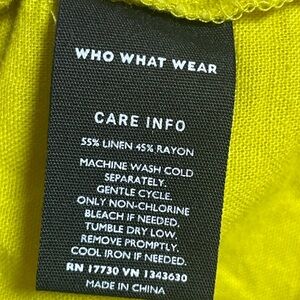 WHO WHAT WEAR
CARE INFO
55% LINEN 45% RAYON
MACHINE WASH COLD
SEPARATELY.
GENTLE CYCLE.
ONLY NON-CHLORINE
BLEACH IF NEEDED.
TUMBLE DRY LOW.
REMOVE PROMPTLY.
COOL IRON IF NEEDED.
RN 17730 VN 1343630
MADE IN CHINA